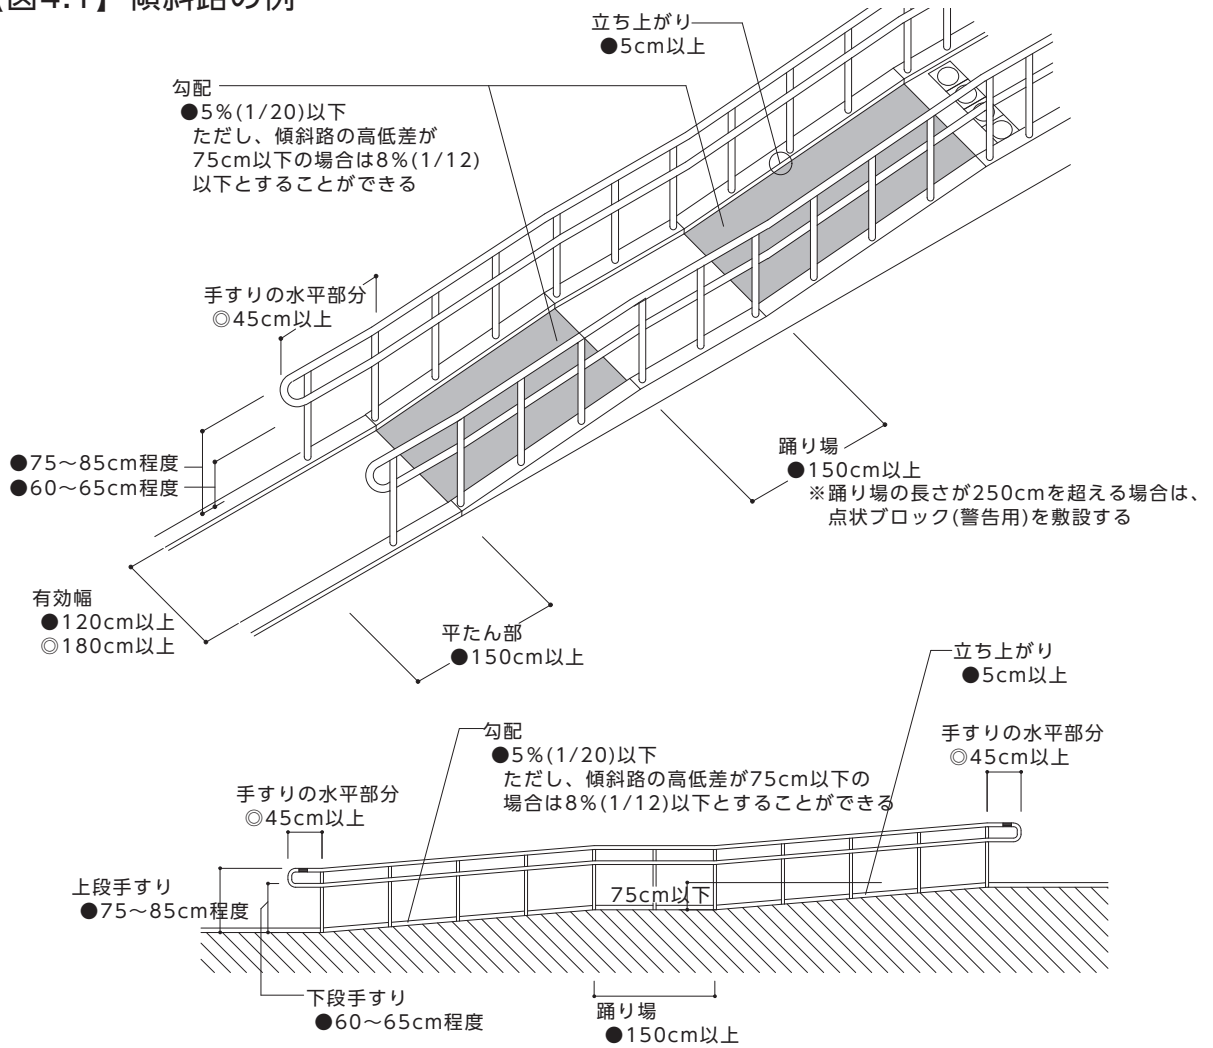 【図4.1】傾斜路の例
立ち上がり
●5cm以上
勾配
●5%(1/20)以下
ただし、傾斜路の高低差が
75cm以下の場合は8%(1/12)
以下とすることができる
手すりの水平部分
◎45cm以上
●75～85cm程度
●60～65cm程度
踊り場
●150cm以上
※踊り場の長さが250cmを超える場合は、
点状ブロック(警告用)を敷設する
有効幅
●120cm以上
◎180cm以上
平たん部
●150cm以上
立ち上がり
●5cm以上
勾配
●5%(1/20)以下
ただし、傾斜路の高低差が75cm以下の
場合は8%(1/12)以下とすることができる
手すりの水平部分
◎45cm以上
手すりの水平部分
◎45cm以上
上段手すり
●75～85cm程度
75cm以下
下段手すり
●60～65cm程度
踊り場
●150cm以上